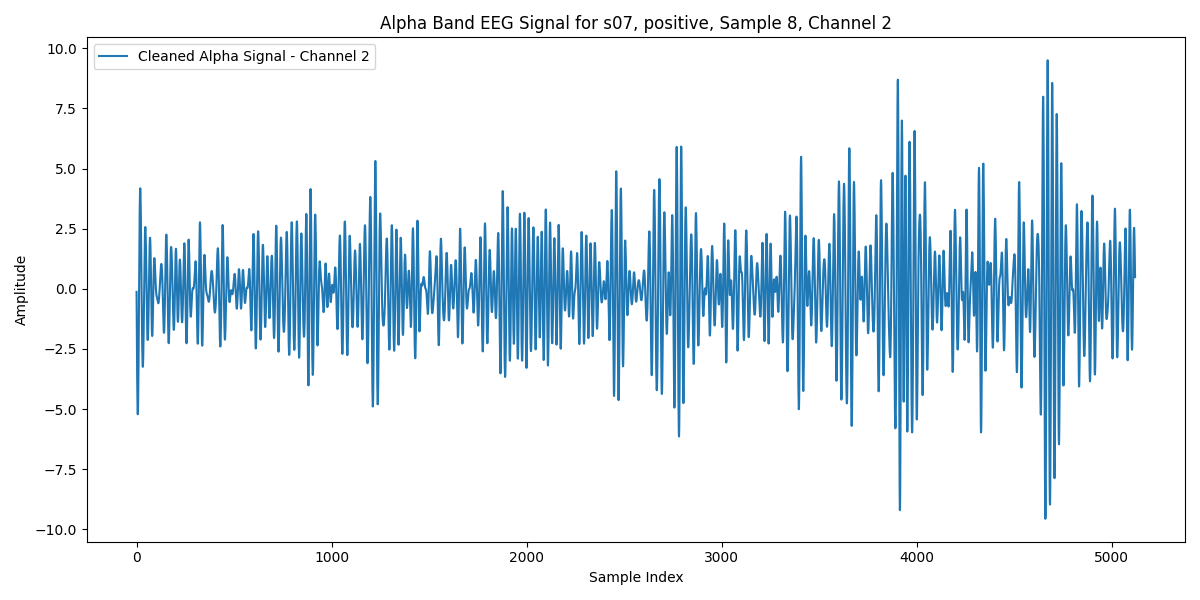 Alpha Band EEG Signal for s07, positive, Sample 8, Channel 2
Cleaned Alpha Signal - Channel 2
10.0
7.5
5.0
2.5
0.0
−2.5
−5.0
−7.5
−10.0
Amplitude
0 1000 2000 3000 4000 5000
Sample Index